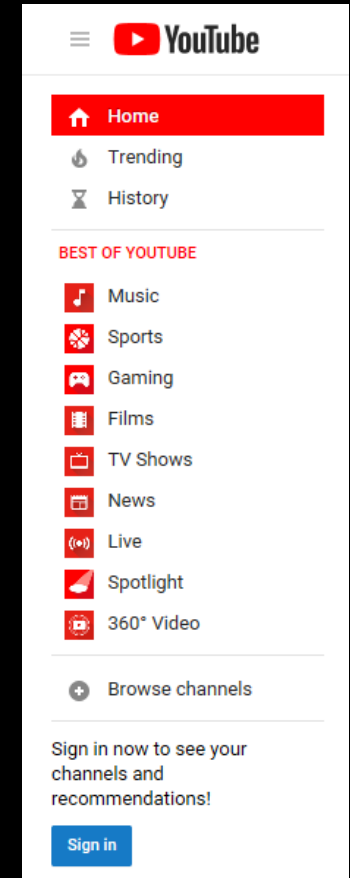 YouTube
Home
Trending
History
BEST OF YOUTUBE
Music
Sports
Gaming
Films
TV Shows
News
Live
Spotlight
360° Video
Browse channels
Sign in now to see your
channels and
recommendations!
Sign in